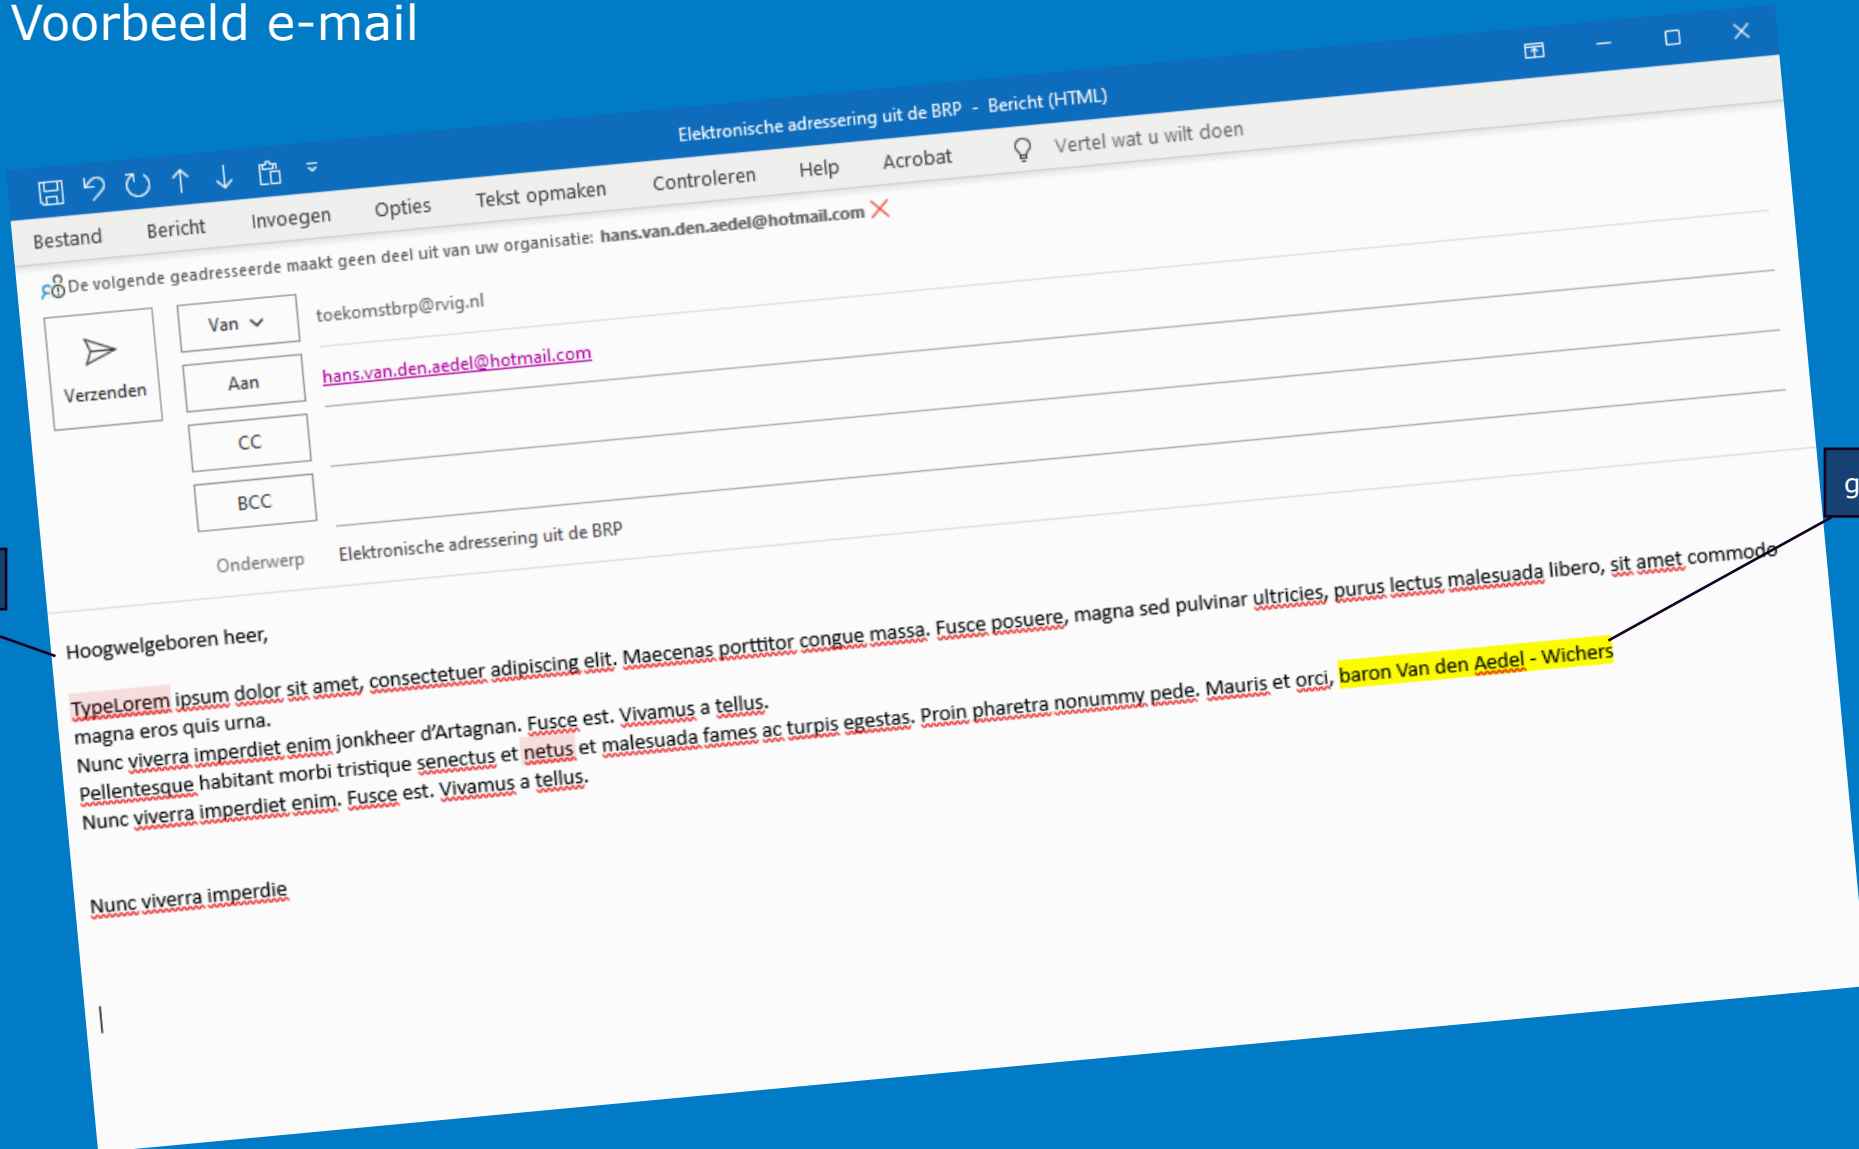 Voorbeeld e-mail
Elektronische adressering uit de BRP - Bericht (HTML)
Bestand Bericht Invoegen Opties Tekst opmaken Controleren Help Acrobat Vertel wat u wilt doen
De volgende geadresseerde maakt geen deel uit van uw organisatie: hans.van.den.aedel@hotmail.com
Verzenden
Van toekomstbrp@rvig.nl
Aan hans.van.den.aedel@hotmail.com
CC
BCC
Onderwerp Elektronische adressering uit de BRP
Hoogwelgeboren heer,
TypeLorem ipsum dolor sit amet, consectetuer adipiscing elit. Maecenas porttitor congue massa. Fusce posuere, magna sed pulvinar ultricies, purus lectus malesuada libero, sit amet commodo
magna eros quis urna.
Nunc viverra imperdiet enim jonkheer d’Artagnan. Fusce est. Vivamus a tellus.
Pellentesque habitant morbi tristique senectus et netus et malesuada fames ac turpis egestas. Proin pharetra nonummy pede. Mauris et orci, baron Van den Aedel - Wichers
Nunc viverra imperdiet enim. Fusce est. Vivamus a tellus.
Nunc viverra imperdie